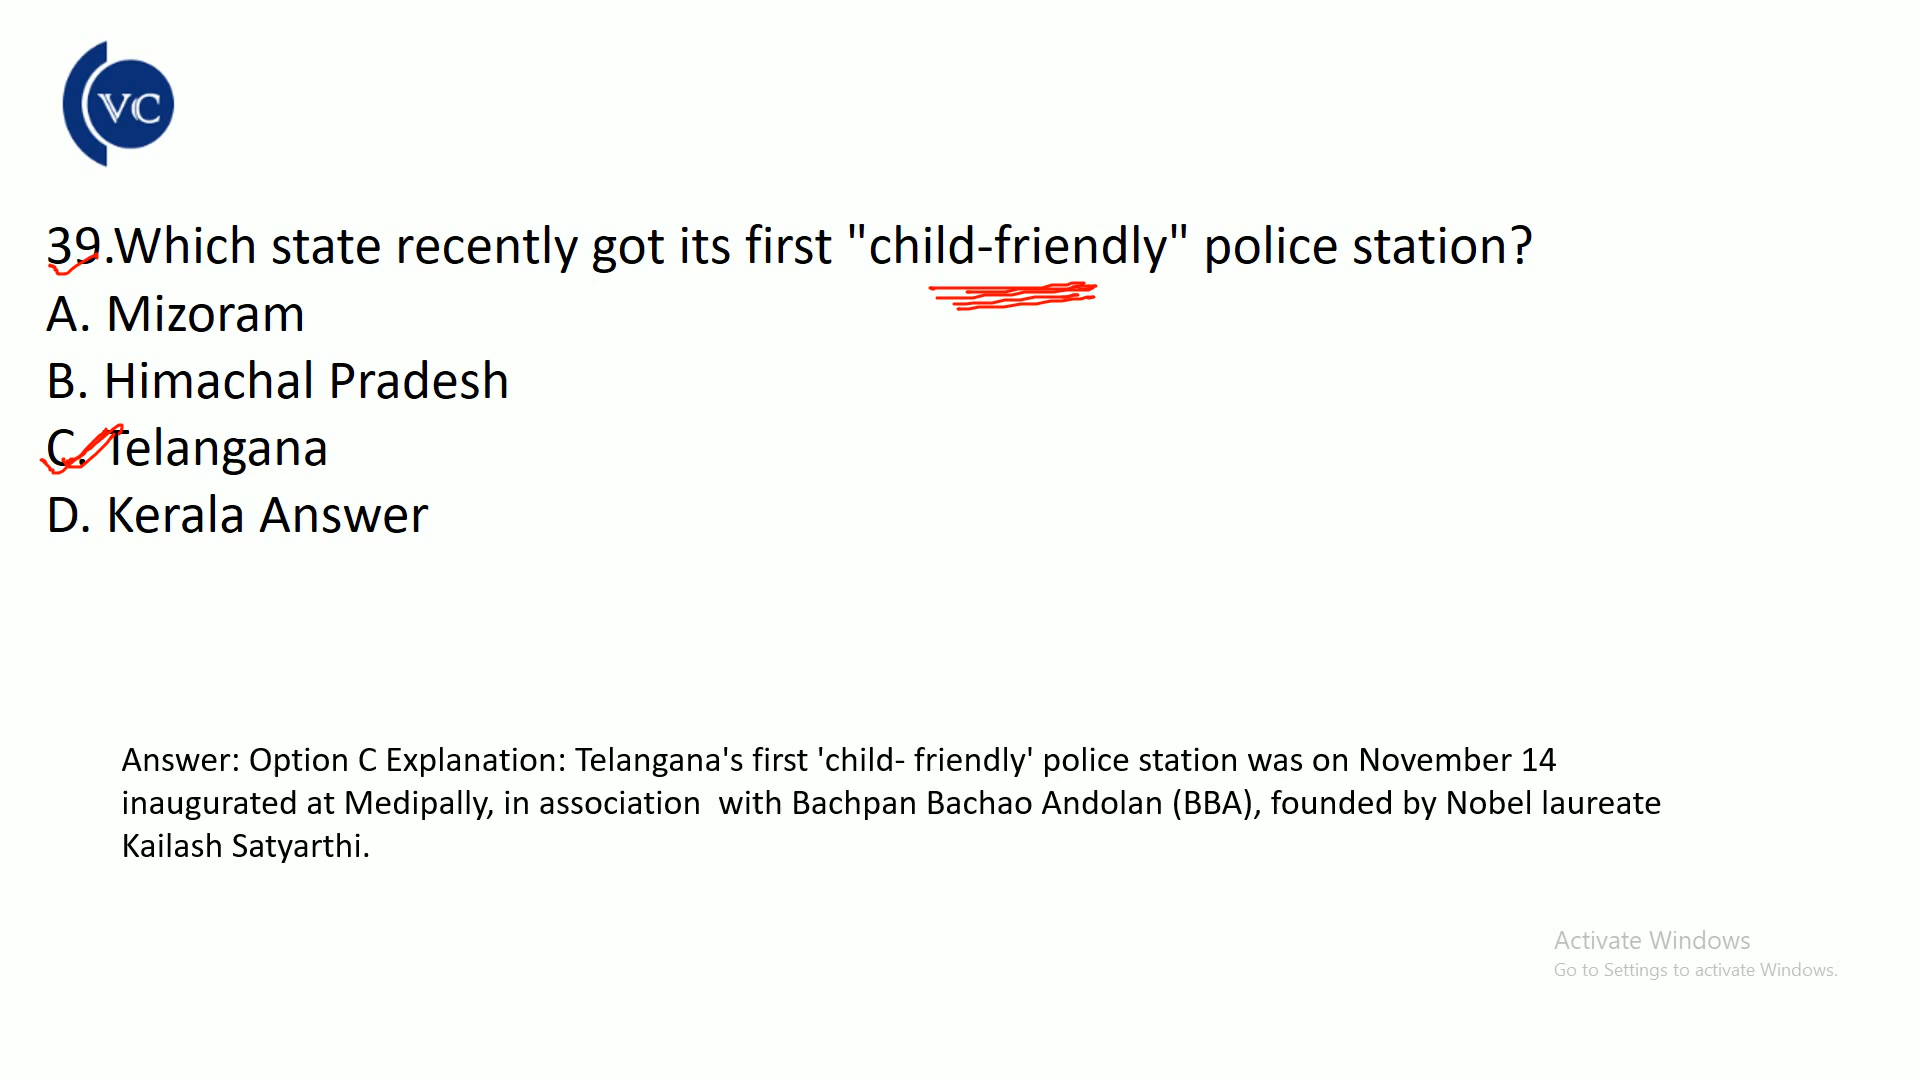 VC
39.Which state recently got its first "child-friendly" police station?
A. Mizoram
B. Himachal Pradesh
C. Telangana
D. Kerala Answer
Answer: Option C Explanation: Telangana's first 'child- friendly' police station was on November 14
inaugurated at Medipally, in association  with Bachpan Bachao Andolan (BBA), founded by Nobel laureate
Kailash Satyarthi.
Activate Windows
Go to Settings to activate Windows.